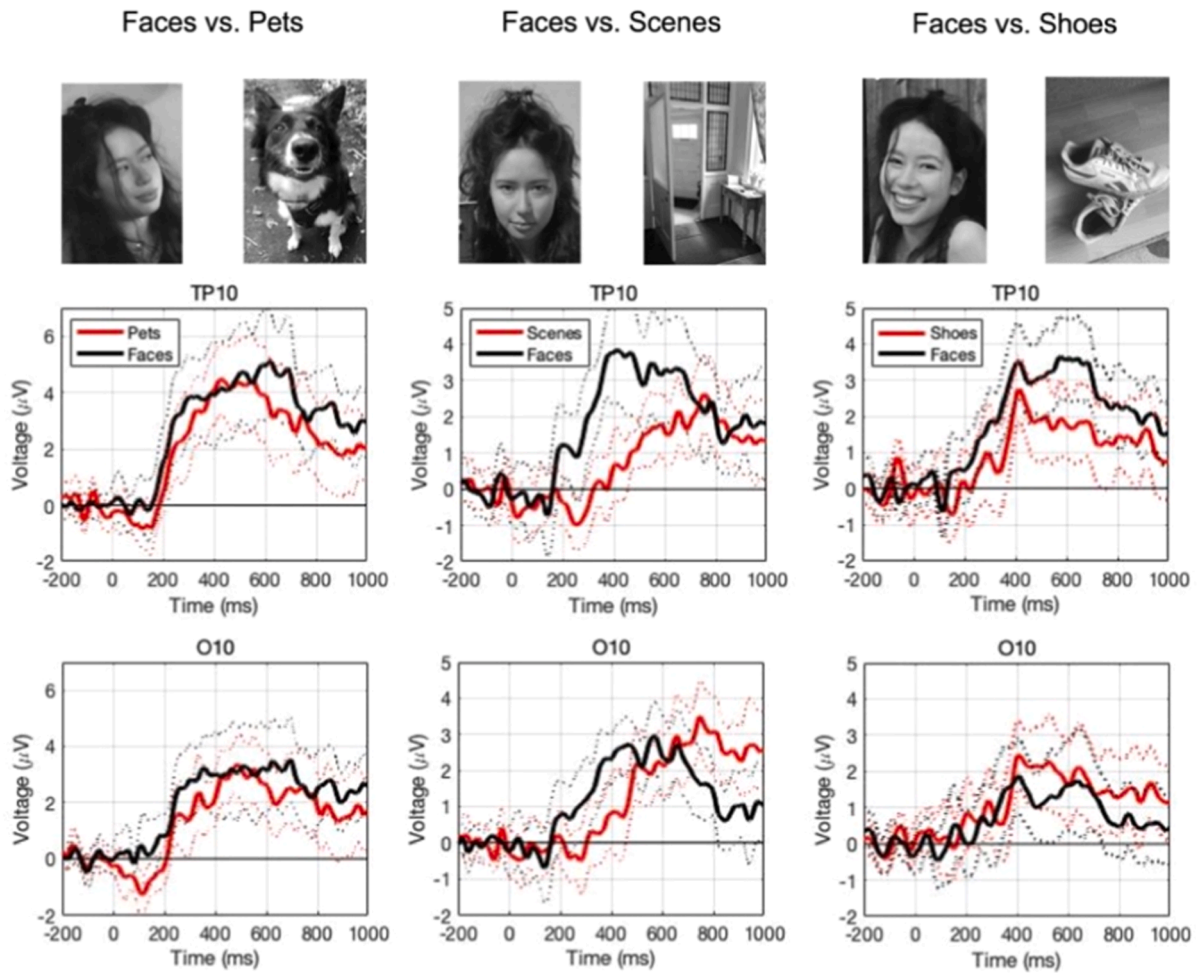 Faces vs. Pets
Faces vs. Scenes
Faces vs. Shoes
TP10
TP10
TP10
Pets
Faces
Scenes
Faces
Shoes
Faces
6
4
2
0
-2
Voltage (μV)
-200 0 200 400 600 800 1000
Time (ms)
5
4
3
2
1
0
-1
-2
Voltage (μV)
-200 0 200 400 600 800 1000
Time (ms)
5
4
3
2
1
0
-1
-2
Voltage (μV)
-200 0 200 400 600 800 1000
Time (ms)
O10
O10
O10
6
4
2
0
-2
Voltage (μV)
-200 0 200 400 600 800 1000
Time (ms)
5
4
3
2
1
0
-1
-2
Voltage (μV)
-200 0 200 400 600 800 1000
Time (ms)
5
4
3
2
1
0
-1
-2
Voltage (μV)
-200 0 200 400 600 800 1000
Time (ms)